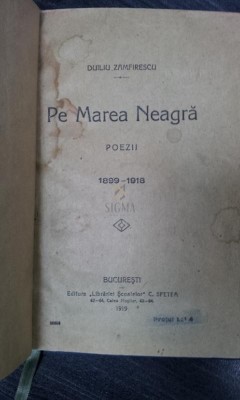 DUILIU ZAMFIRESCU
Pe Marea Neagră
POEZII
1899-1918
SIGMA
BUCUREȘTI
Editura „Librăriei Școalelor" C. SFETEA
1919